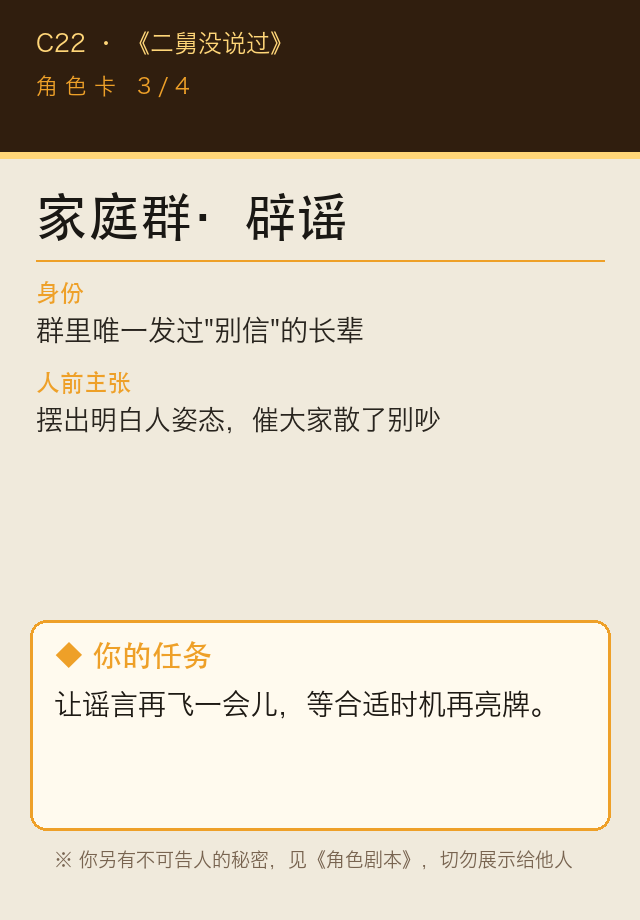 C22 · 《二舅没说过》
角色卡 3/4
家庭群· 辟谣
身份
群里唯一发过"别信"的长辈
人前主张
摆出明白人姿态，催大家散了别吵
◆ 你的任务
让谣言再飞一会儿，等合适时机再亮牌。
※ 你另有不可告人的秘密，见《角色剧本》，切勿展示给他人